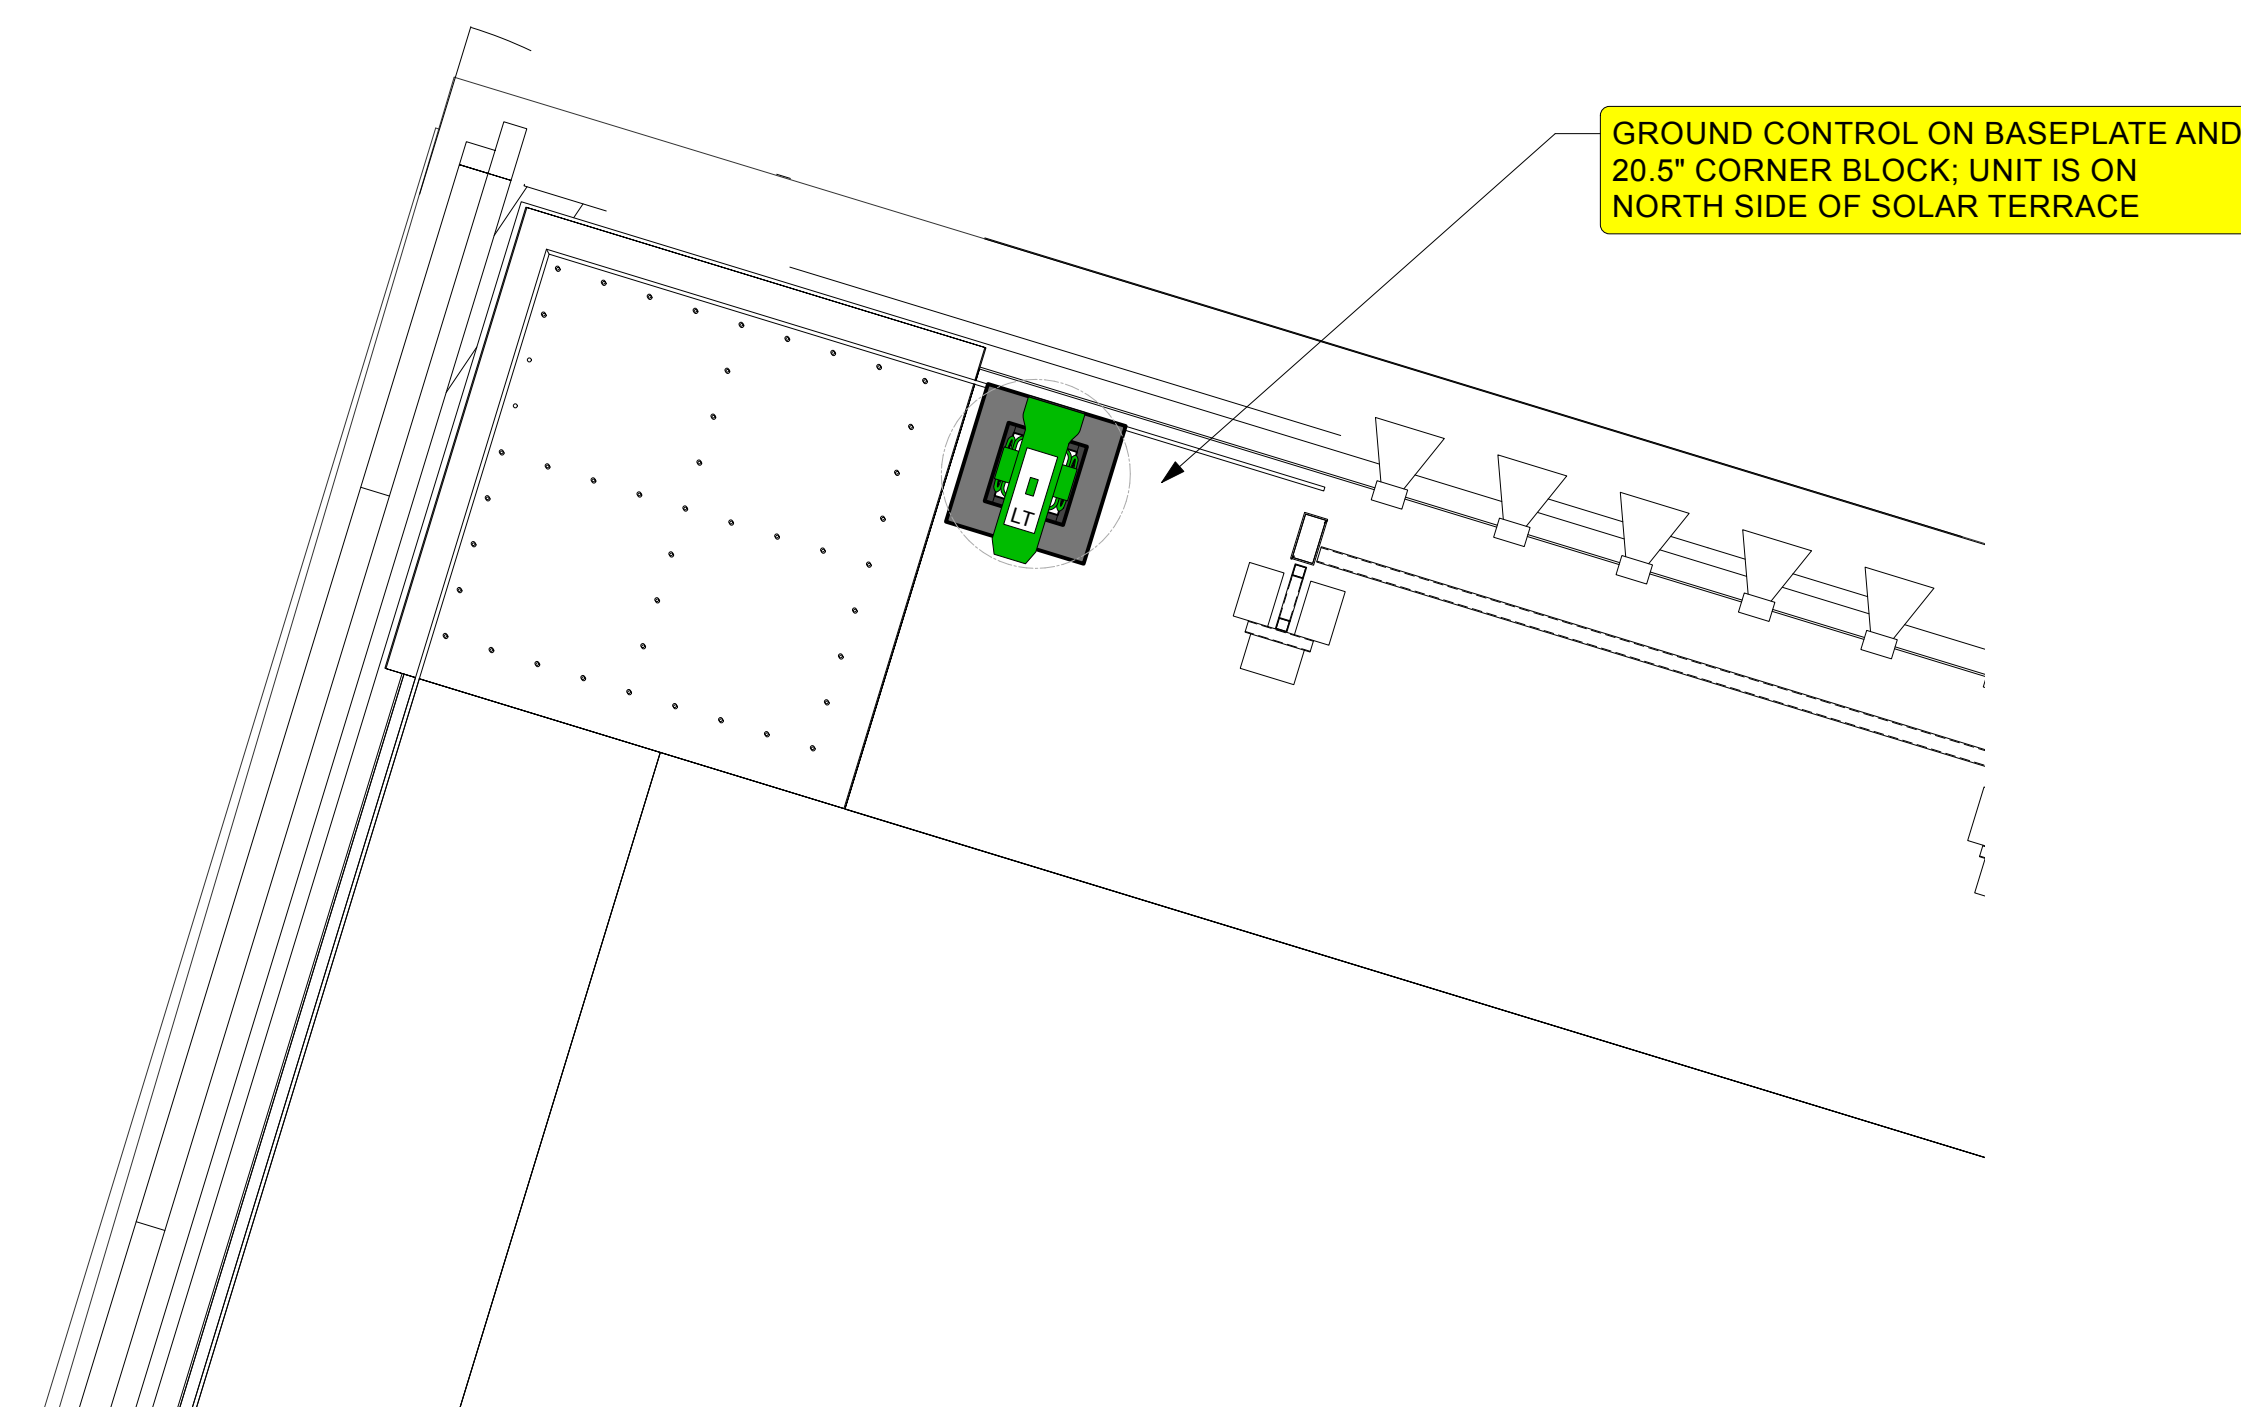 GROUND CONTROL ON BASEPLATE AND
20.5" CORNER BLOCK; UNIT IS ON
NORTH SIDE OF SOLAR TERRACE
LT